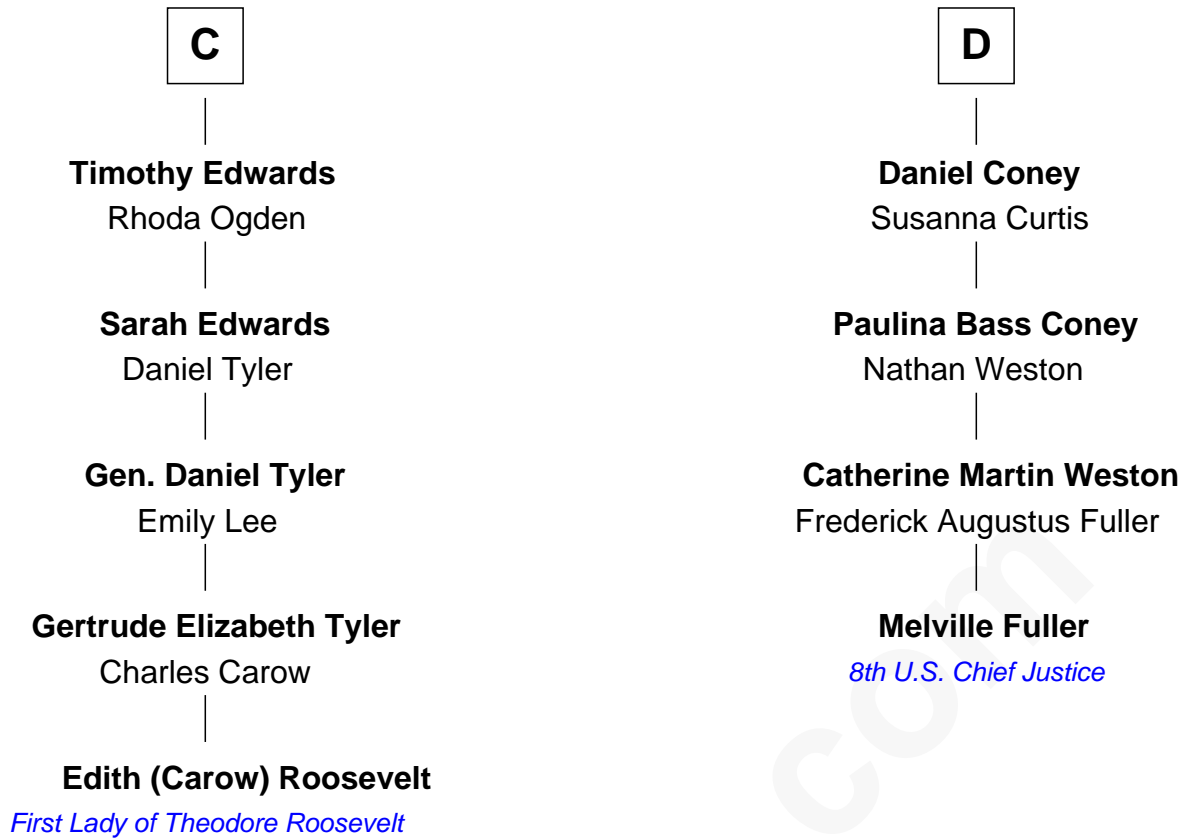 C
Timothy Edwards
Rhoda Ogden
Sarah Edwards
Daniel Tyler
Gen. Daniel Tyler
Emily Lee
Gertrude Elizabeth Tyler
Charles Carow
Edith (Carow) Roosevelt
First Lady of Theodore Roosevelt
D
Daniel Coney
Susanna Curtis
Paulina Bass Coney
Nathan Weston
Catherine Martin Weston
Frederick Augustus Fuller
Melville Fuller
8th U.S. Chief Justice
com